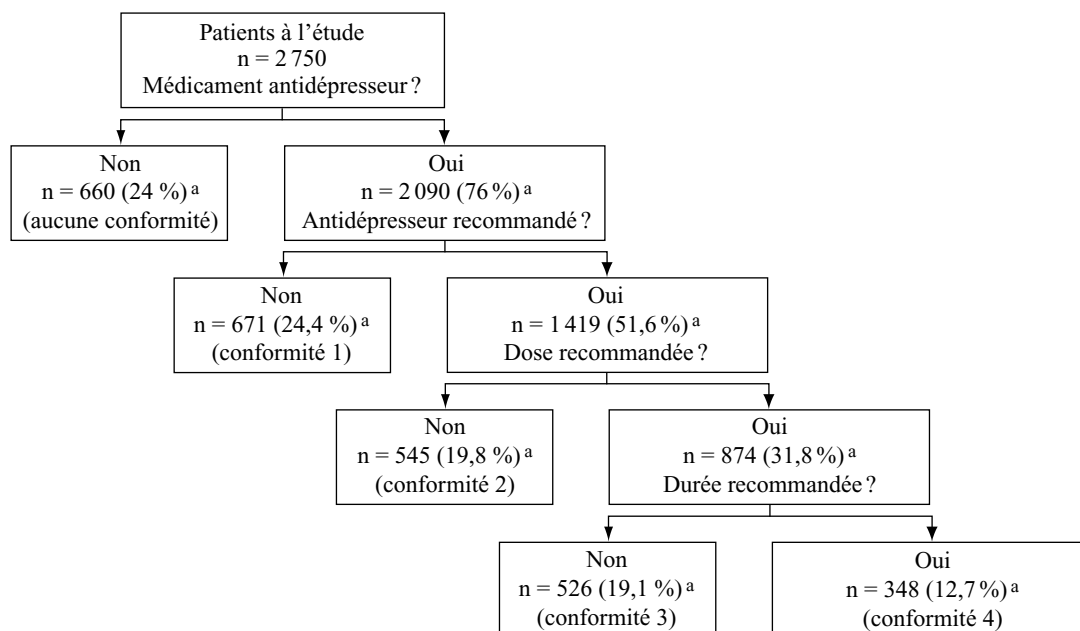 Patients à l’étude
n = 2 750
Médicament antidépresseur ?
Non
n = 660 (24 %) a
(aucune conformité)
Oui
n = 2 090 (76 %) a
Antidépresseur recommandé ?
Non
n = 671 (24,4 %) a
(conformité 1)
Oui
n = 1 419 (51,6 %) a
Dose recommandée ?
Non
n = 545 (19,8 %) a
(conformité 2)
Oui
n = 874 (31,8 %) a
Durée recommandée ?
Non
n = 526 (19,1 %) a
(conformité 3)
Oui
n = 348 (12,7 %) a
(conformité 4)